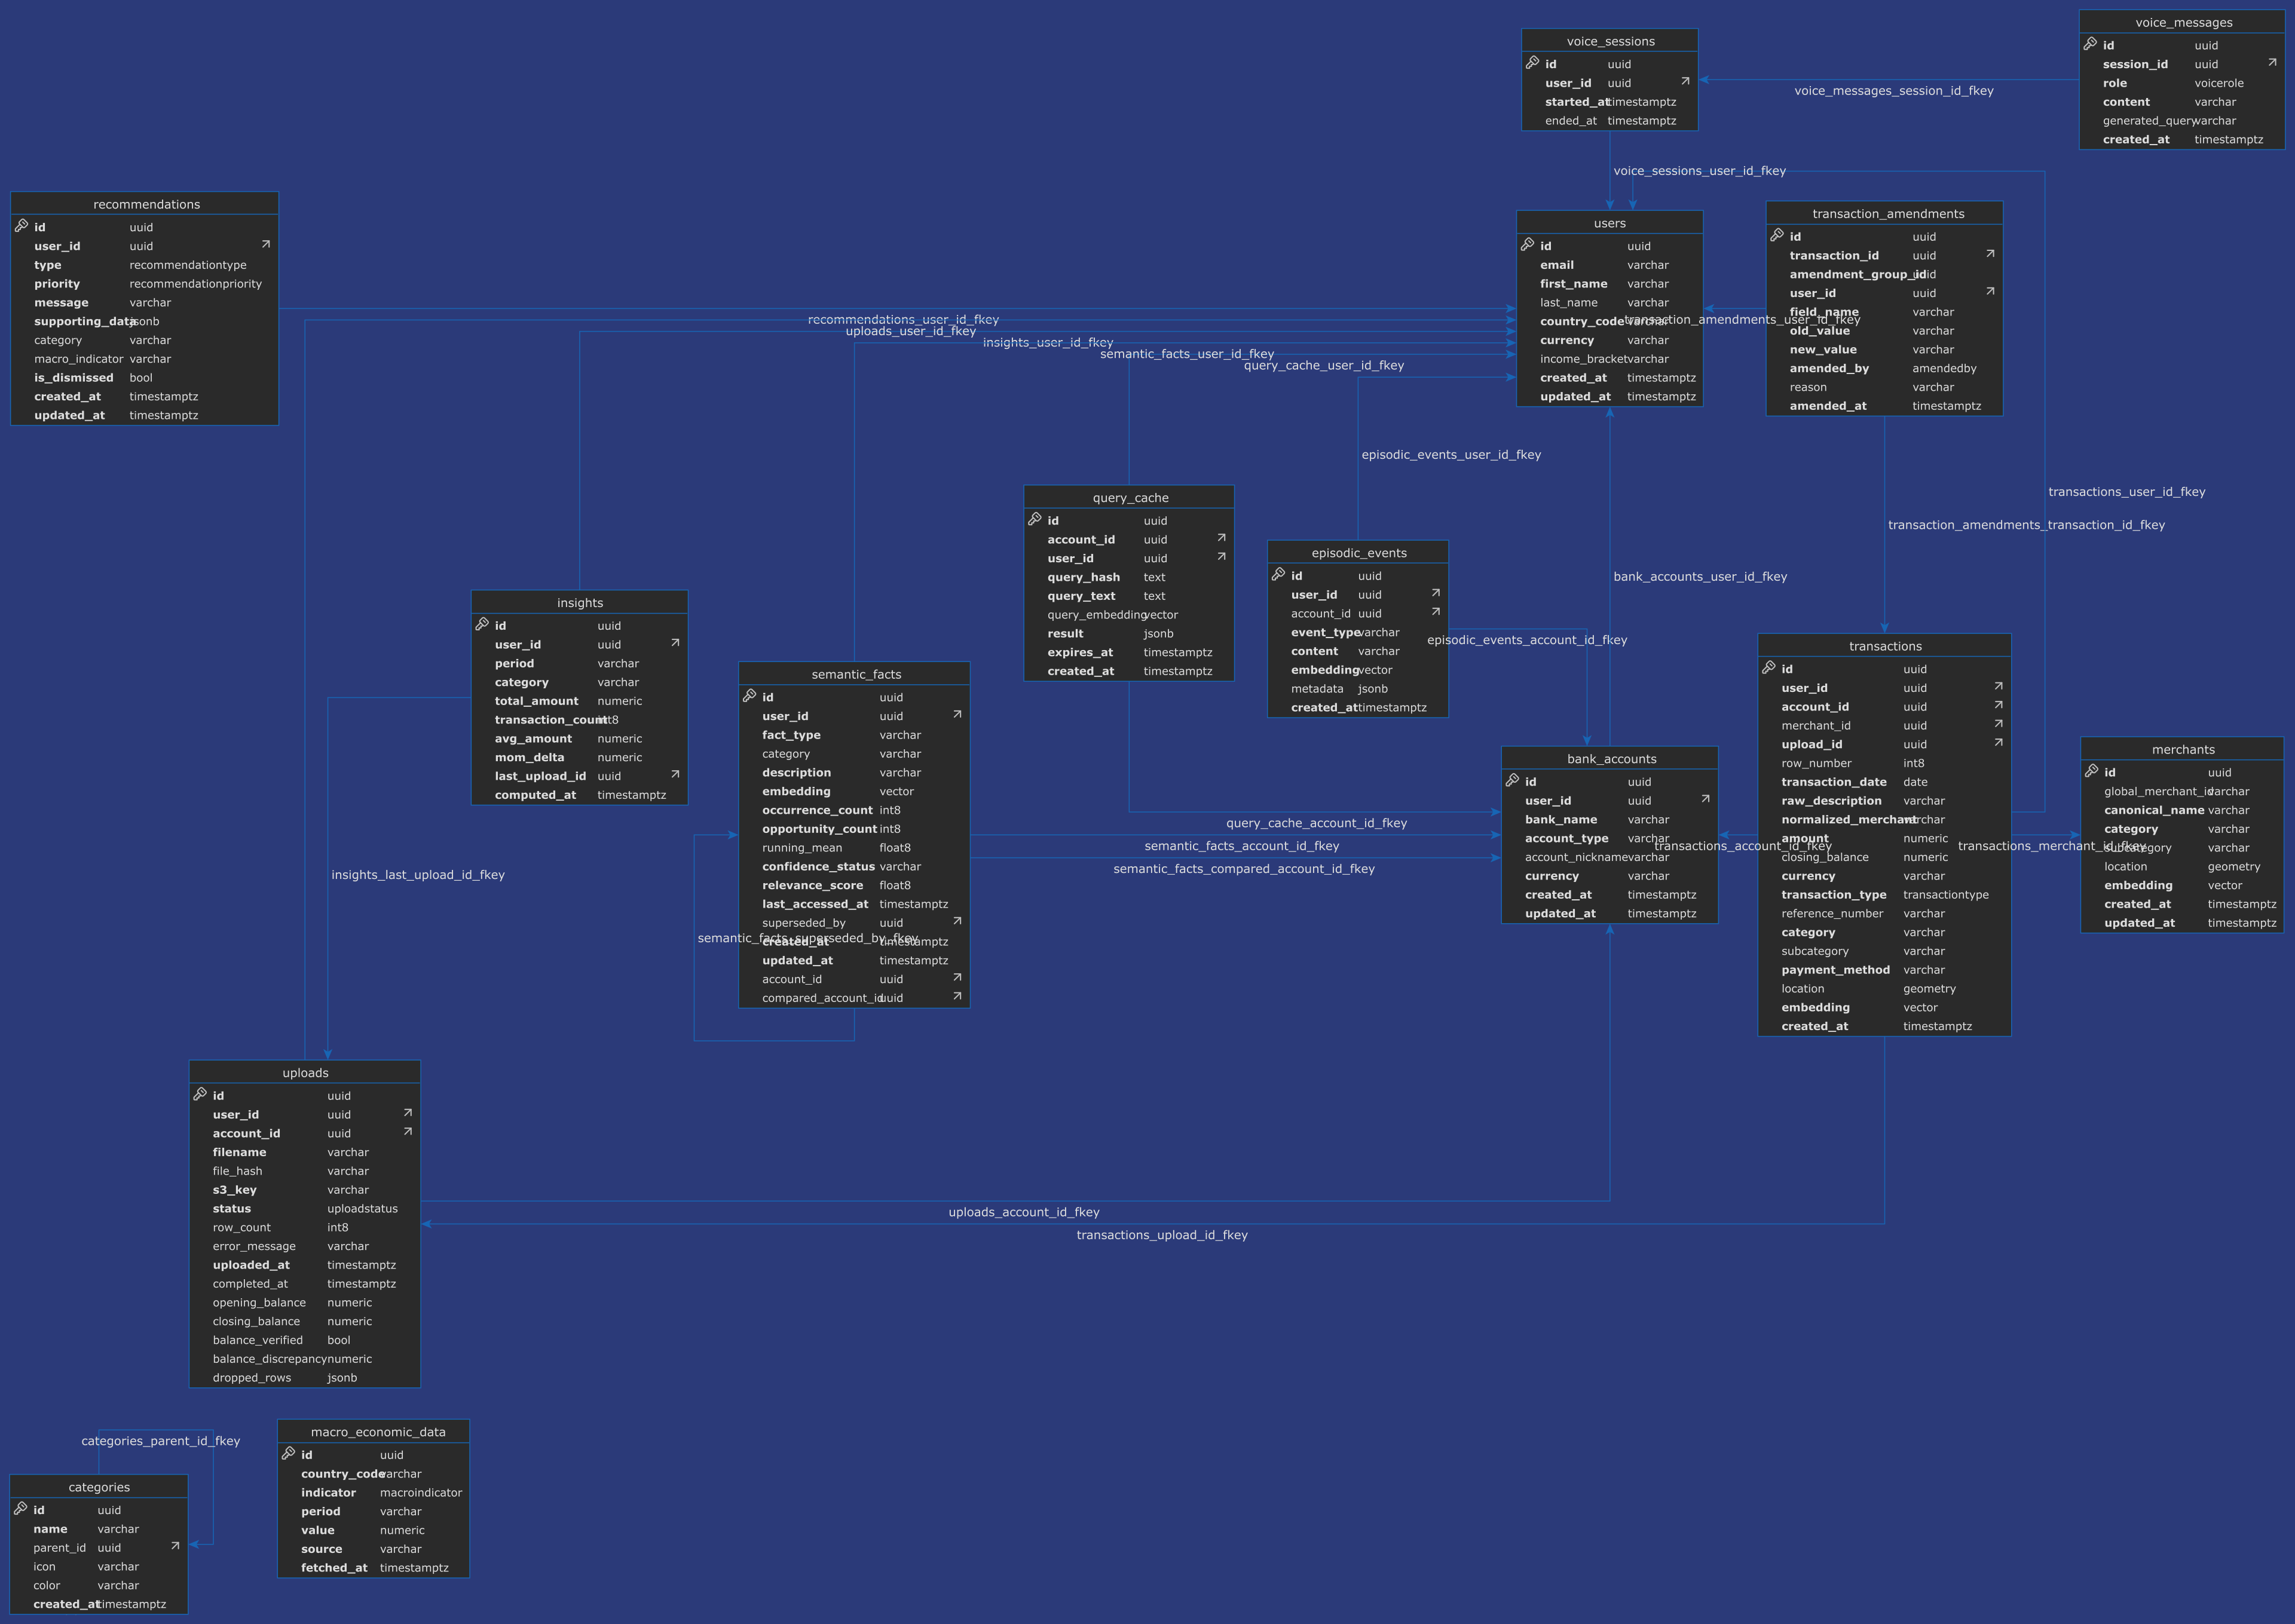 voice_messages
id uuid
session_id uuid
role voicerole
content varchar
generated_query varchar
created_at timestamptz
voice_sessions
id uuid
user_id uuid
started_at timestamptz
ended_at timestamptz
voice_messages_session_id_fkey
voice_sessions_user_id_fkey
recommendations
id uuid
user_id uuid
type recommendationtype
priority recommendationpriority
message varchar
supporting_data jsonb
category varchar
macro_indicator varchar
is_dismissed bool
created_at timestamptz
updated_at timestamptz
users
id uuid
email varchar
first_name varchar
last_name varchar
country_code varchar
currency varchar
income_bracket varchar
created_at timestamptz
updated_at timestamptz
transaction_amendments
id uuid
transaction_id uuid
amendment_group_id uuid
user_id uuid
field_name varchar
old_value varchar
new_value varchar
amended_by amendedby
reason varchar
amended_at timestamptz
recommendations_user_id_fkey
transaction_amendments_user_id_fkey
uploads_user_id_fkey
insights_user_id_fkey
semantic_facts_user_id_fkey
query_cache_user_id_fkey
episodic_events_user_id_fkey
transactions_user_id_fkey
transaction_amendments_transaction_id_fkey
bank_accounts_user_id_fkey
query_cache
id uuid
account_id uuid
user_id uuid
query_hash text
query_text text
query_embedding vector
result jsonb
expires_at timestamptz
created_at timestamptz
episodic_events
id uuid
user_id uuid
account_id uuid
event_type varchar
content varchar
embedding vector
metadata jsonb
created_at timestamptz
episodic_events_account_id_fkey
insights
id uuid
user_id uuid
period varchar
category varchar
total_amount numeric
transaction_count int8
avg_amount numeric
mom_delta numeric
last_upload_id uuid
computed_at timestamptz
semantic_facts
id uuid
user_id uuid
fact_type varchar
category varchar
description varchar
embedding vector
occurrence_count int8
opportunity_count int8
running_mean float8
confidence_status varchar
relevance_score float8
last_accessed_at timestamptz
superseded_by uuid
created_at timestamptz
updated_at timestamptz
account_id uuid
compared_account_id uuid
semantic_facts_superseded_by_fkey
transactions
id uuid
user_id uuid
account_id uuid
merchant_id uuid
upload_id uuid
row_number int8
transaction_date date
raw_description varchar
normalized_merchant varchar
amount numeric
closing_balance numeric
currency varchar
transaction_type transactiontype
reference_number varchar
category varchar
subcategory varchar
payment_method varchar
location geometry
embedding vector
created_at timestamptz
bank_accounts
id uuid
user_id uuid
bank_name varchar
account_type varchar
account_nickname varchar
currency varchar
created_at timestamptz
updated_at timestamptz
merchants
id uuid
global_merchant_id varchar
canonical_name varchar
category varchar
subcategory varchar
location geometry
embedding vector
created_at timestamptz
updated_at timestamptz
query_cache_account_id_fkey
semantic_facts_account_id_fkey
transactions_account_id_fkey
transactions_merchant_id_fkey
semantic_facts_compared_account_id_fkey
insights_last_upload_id_fkey
uploads
id uuid
user_id uuid
account_id uuid
filename varchar
file_hash varchar
s3_key varchar
status uploadstatus
row_count int8
error_message varchar
uploaded_at timestamptz
completed_at timestamptz
opening_balance numeric
closing_balance numeric
balance_verified bool
balance_discrepancy numeric
dropped_rows jsonb
uploads_account_id_fkey
transactions_upload_id_fkey
categories_parent_id_fkey
categories
id uuid
name varchar
parent_id uuid
icon varchar
color varchar
created_at timestamptz
macro_economic_data
id uuid
country_code varchar
indicator macroindicator
period varchar
value numeric
source varchar
fetched_at timestamptz